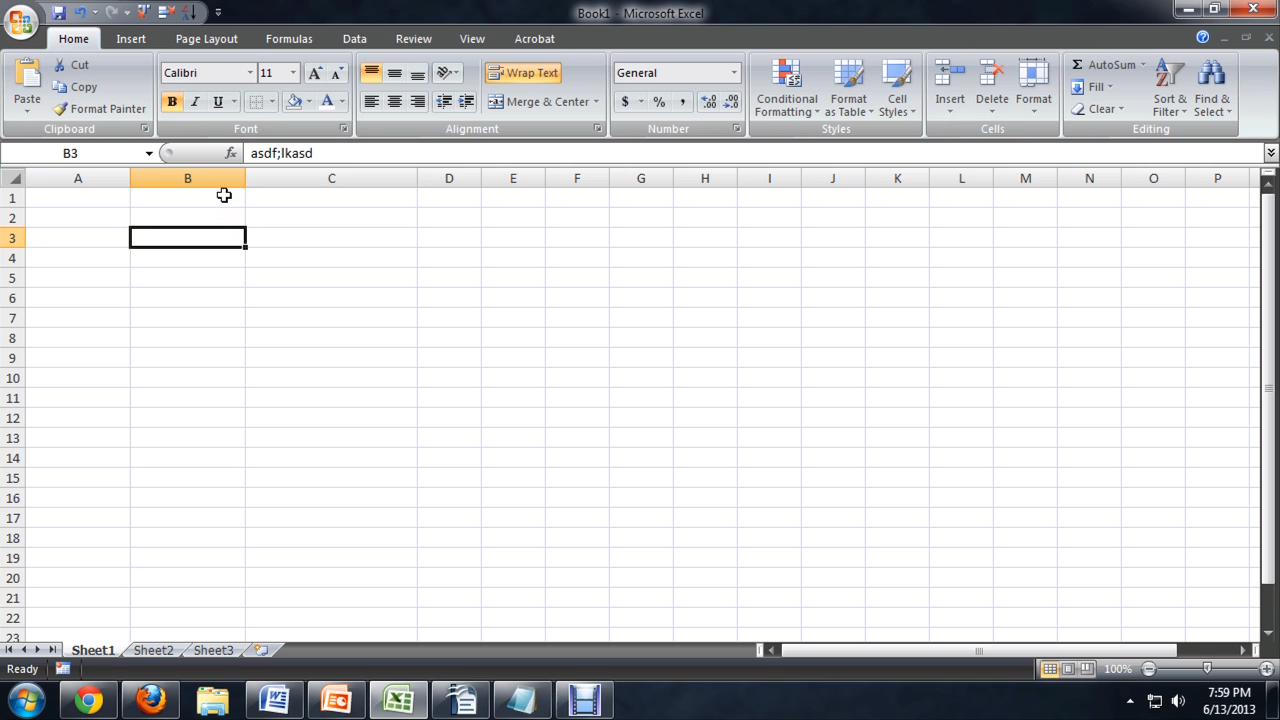 Book1 - Microsoft Excel
Home Insert Page Layout Formulas Data Review View Acrobat
Paste
Cut
Copy
Format Painter
Clipboard
Calibri 11
B I U
Font
Wrap Text
Merge & Center
Alignment
General
$ % ,
Number
Conditional Formatting
Format as Table
Cell Styles
Styles
Insert Delete Format
Cells
Σ AutoSum
Fill
Clear
Sort & Filter
Find & Select
Editing
B3 fx asdf;lkasd
A B C D E F G H I J K L M N O P
1
2
3
4
5
6
7
8
9
10
11
12
13
14
15
16
17
18
19
20
21
22
23
Sheet1 Sheet2 Sheet3
Ready 100%
7:59 PM
6/13/2013